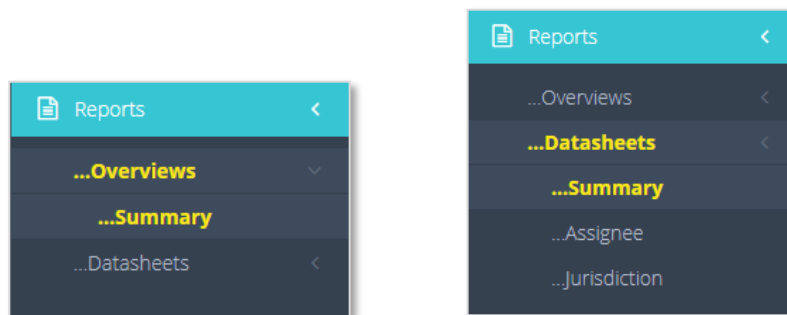 Reports
...Overviews
...Summary
...Datasheets
Reports
...Overviews
...Datasheets
...Summary
...Assignee
...Jurisdiction